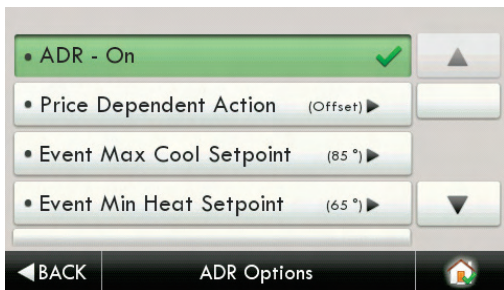 • ADR - On
• Price Dependent Action (Offset)
• Event Max Cool Setpoint (85°)
• Event Min Heat Setpoint (65°)
BACK ADR Options